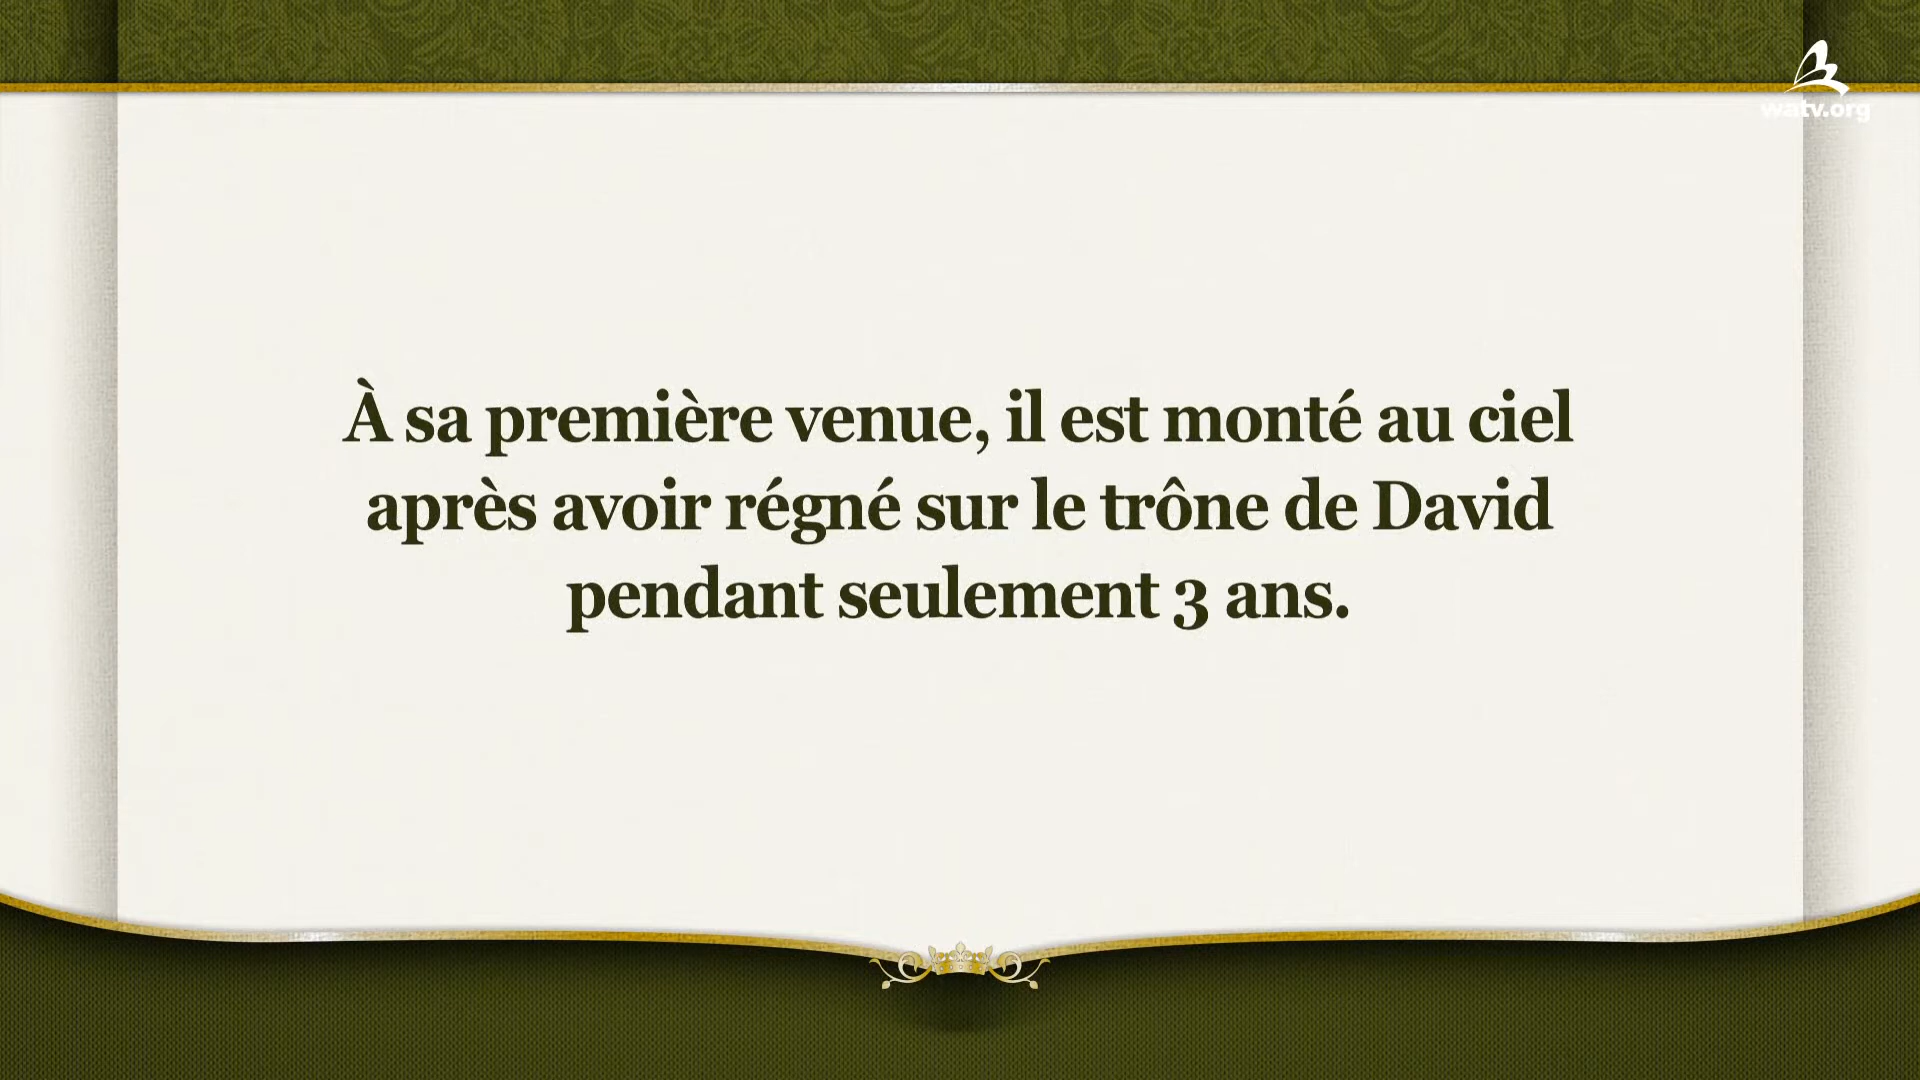 watv.org
À sa première venue, il est monté au ciel
après avoir régné sur le trône de David
pendant seulement 3 ans.